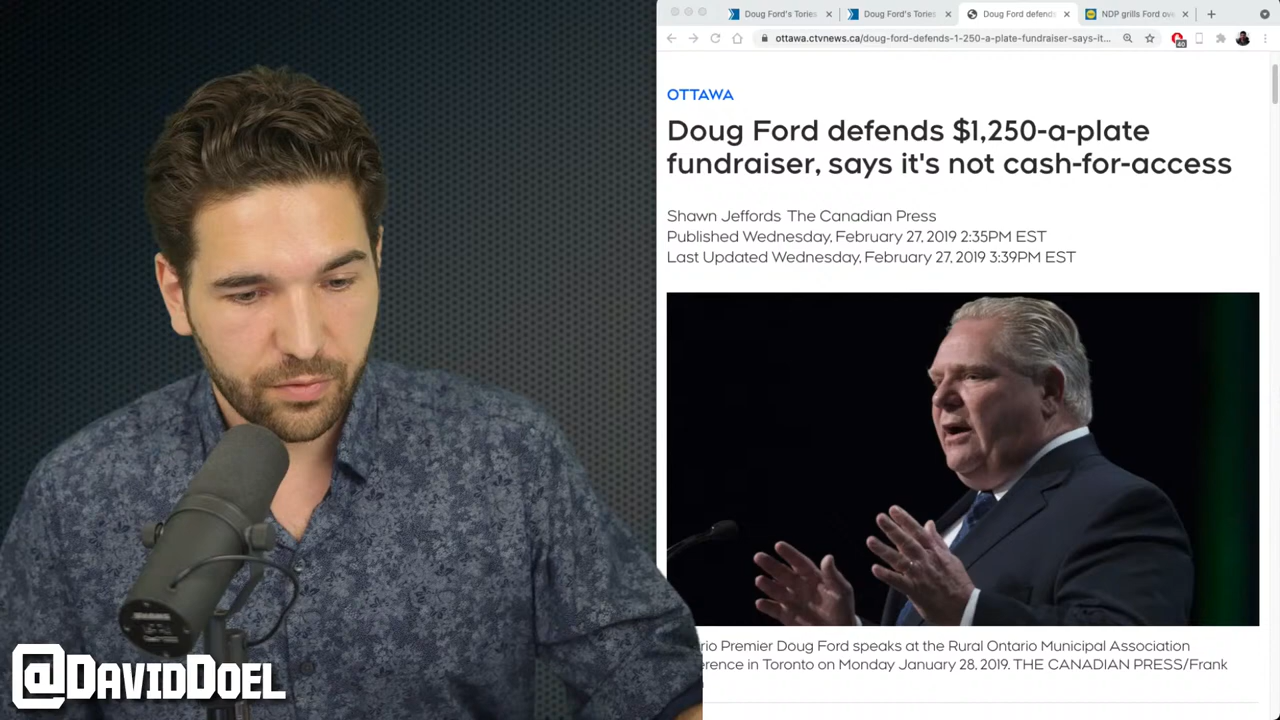 Doug Ford's Tories
Doug Ford's Tories
Doug Ford defends
NDP grills Ford ov
ottawa.ctvnews.ca/doug-ford-defends-1-250-a-plate-fundraiser-says-it...
40
OTTAWA
Doug Ford defends $1,250-a-plate
fundraiser, says it's not cash-for-access
Shawn Jeffords The Canadian Press
Published Wednesday, February 27, 2019 2:35PM EST
Last Updated Wednesday, February 27, 2019 3:39PM EST
rio Premier Doug Ford speaks at the Rural Ontario Municipal Association
erence in Toronto on Monday January 28. 2019. THE CANADIAN PRESS/Frank
@DAVIDDOEL